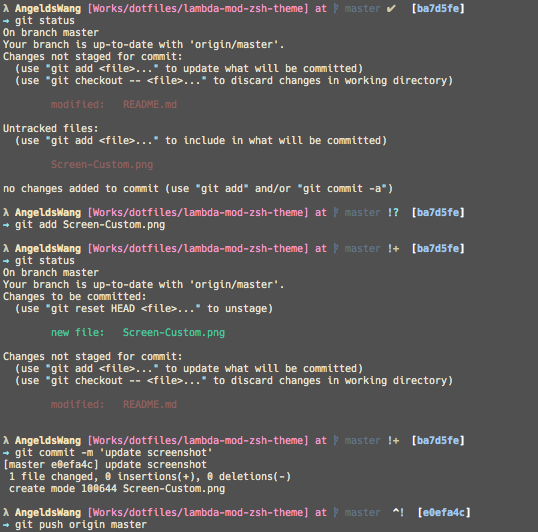 λ AngeldsWang [Works/dotfiles/lambda-mod-zsh-theme] at ᚹ master ✔ [ba7d5fe]
→ git status
On branch master
Your branch is up-to-date with 'origin/master'.
Changes not staged for commit:
(use "git add <file>..." to update what will be committed)
(use "git checkout -- <file>..." to discard changes in working directory)
modified: README.md
Untracked files:
(use "git add <file>..." to include in what will be committed)
Screen-Custom.png
no changes added to commit (use "git add" and/or "git commit -a")
λ AngeldsWang [Works/dotfiles/lambda-mod-zsh-theme] at ᚹ master !? [ba7d5fe]
→ git add Screen-Custom.png
λ AngeldsWang [Works/dotfiles/lambda-mod-zsh-theme] at ᚹ master !+ [ba7d5fe]
→ git status
On branch master
Your branch is up-to-date with 'origin/master'.
Changes to be committed:
(use "git reset HEAD <file>..." to unstage)
new file: Screen-Custom.png
Changes not staged for commit:
(use "git add <file>..." to update what will be committed)
(use "git checkout -- <file>..." to discard changes in working directory)
modified: README.md
λ AngeldsWang [Works/dotfiles/lambda-mod-zsh-theme] at ᚹ master !+ [ba7d5fe]
→ git commit -m 'update screenshot'
[master e0efa4c] update screenshot
1 file changed, 0 insertions(+), 0 deletions(-)
create mode 100644 Screen-Custom.png
λ AngeldsWang [Works/dotfiles/lambda-mod-zsh-theme] at ᚹ master ^! [e0efa4c]
→ git push origin master